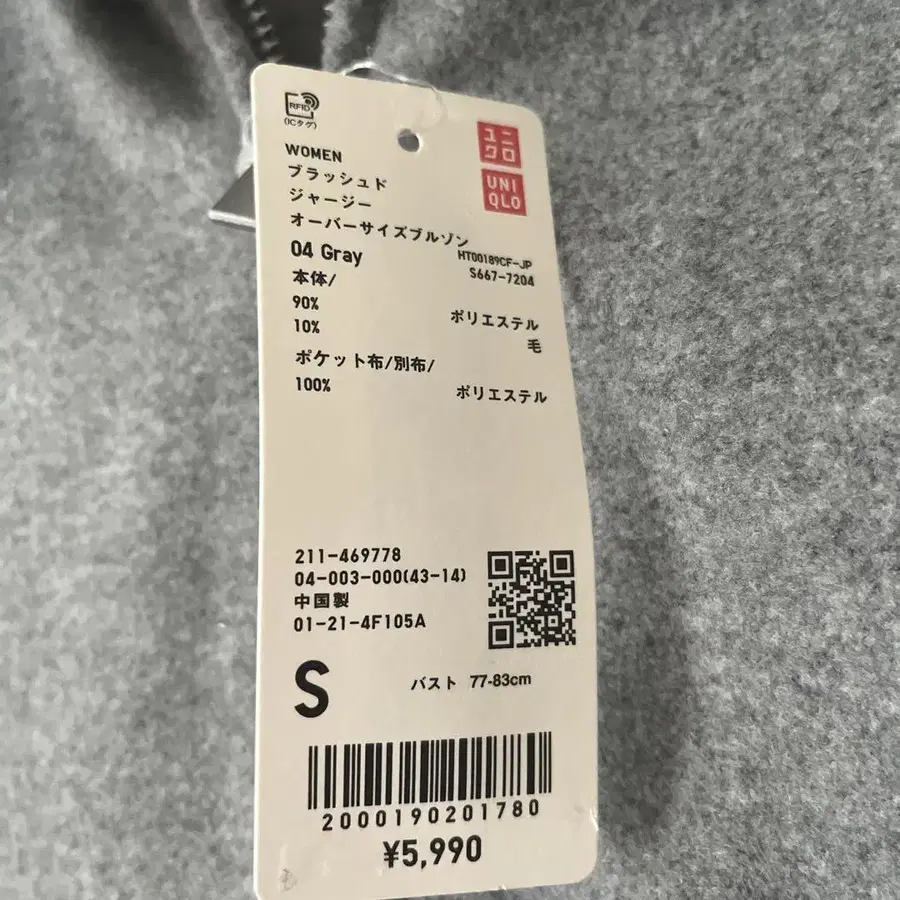 RFID
(ICタグ)
ユニ
クロ
UNI
QLO
WOMEN
ブラッシュド
ジャージー
オーバーサイズブルゾン
04 Gray
HT00189CF-JP
S667-7204
本体/
90% ポリエステル
10% 毛
ポケット布/別布/
100% ポリエステル
211-469778
04-003-000(43-14)
中国製
01-21-4F105A
S バスト 77-83cm
2000190201780
¥5,990